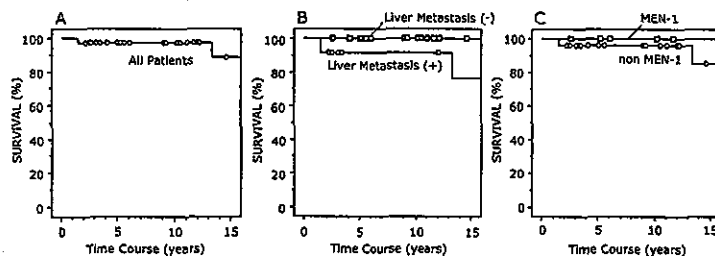 A
SURVIVAL (%)
100
80
60
40
20
0
All Patients
0 5 10 15
Time Course (years)
B
SURVIVAL (%)
100
80
60
40
20
0
Liver Metastasis (-)
Liver Metastasis (+)
0 5 10 15
Time Course (years)
C
SURVIVAL (%)
100
80
60
40
20
0
MEN-1
non MEN-1
0 5 10 15
Time Course (years)